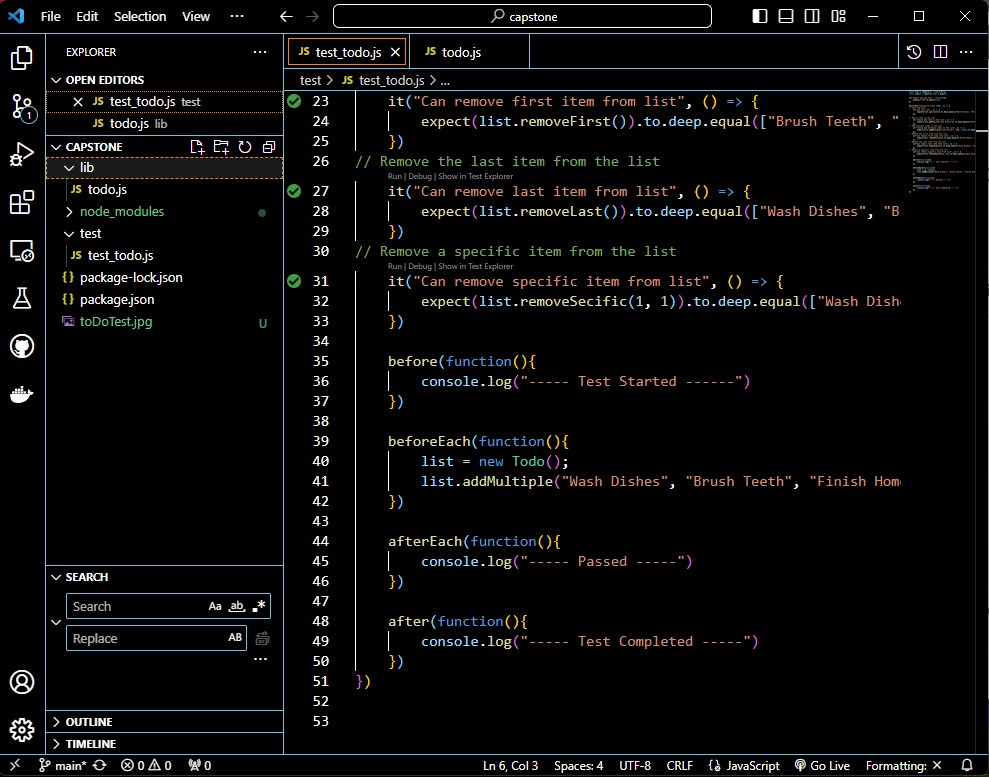 File Edit Selection View ··· capstone
EXPLORER ···
OPEN EDITORS
JS test_todo.js test
JS todo.js lib
CAPSTONE
lib
JS todo.js
node_modules
test
JS test_todo.js
{} package-lock.json
{} package.json
toDoTest.jpg U
1
SEARCH
Search Aa ab .*
Replace AB
···
OUTLINE
TIMELINE
JS test_todo.js JS todo.js ···
test > JS test_todo.js > ...
23 it("Can remove first item from list", () => {
24 expect(list.removeFirst()).to.deep.equal(["Brush Teeth", "
25 })
26 // Remove the last item from the list
Run | Debug | Show in Test Explorer
27 it("Can remove last item from list", () => {
28 expect(list.removeLast()).to.deep.equal(["Wash Dishes", "B
29 })
30 // Remove a specific item from the list
Run | Debug | Show in Test Explorer
31 it("Can remove specific item from list", () => {
32 expect(list.removeSecific(1, 1)).to.deep.equal(["Wash Dish
33 })
34
35 before(function(){
36 console.log("----- Test Started ------")
37 })
38
39 beforeEach(function(){
40 list = new Todo();
41 list.addMultiple("Wash Dishes", "Brush Teeth", "Finish Hom
42 })
43
44 afterEach(function(){
45 console.log("----- Passed -----")
46 })
47
48 after(function(){
49 console.log("----- Test Completed -----")
50 })
51 })
52
53
main* 0 0 0 Ln 6, Col 3 Spaces: 4 UTF-8 CRLF {} JavaScript Go Live Formatting: ×